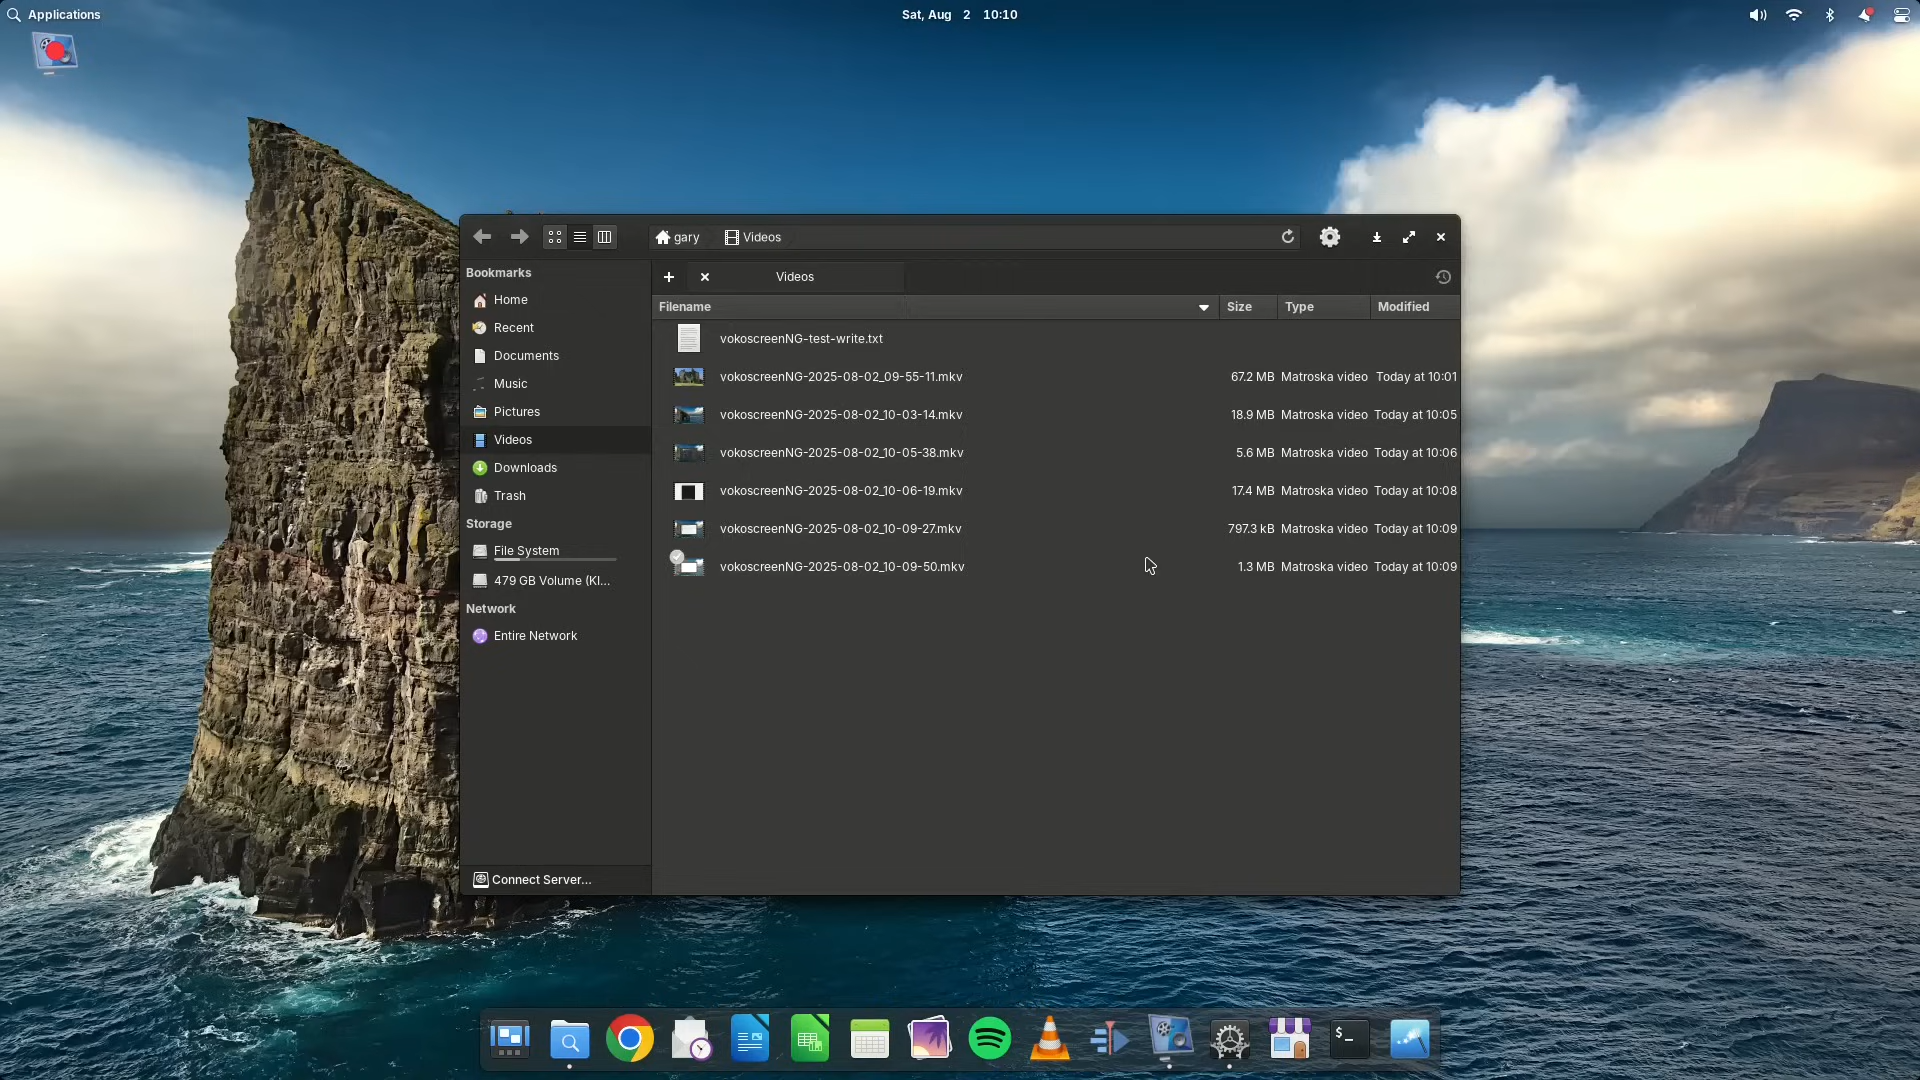 Applications
Sat, Aug 2 10:10
gary
Videos
Videos
Bookmarks
Home
Recent
Documents
Music
Pictures
Videos
Downloads
Trash
Storage
File System
479 GB Volume (KI...
Network
Entire Network
Connect Server...
Filename Size Type Modified
vokoscreenNG-test-write.txt
vokoscreenNG-2025-08-02_09-55-11.mkv 67.2 MB Matroska video Today at 10:01
vokoscreenNG-2025-08-02_10-03-14.mkv 18.9 MB Matroska video Today at 10:05
vokoscreenNG-2025-08-02_10-05-38.mkv 5.6 MB Matroska video Today at 10:06
vokoscreenNG-2025-08-02_10-06-19.mkv 17.4 MB Matroska video Today at 10:08
vokoscreenNG-2025-08-02_10-09-27.mkv 797.3 kB Matroska video Today at 10:09
vokoscreenNG-2025-08-02_10-09-50.mkv 1.3 MB Matroska video Today at 10:09
$_